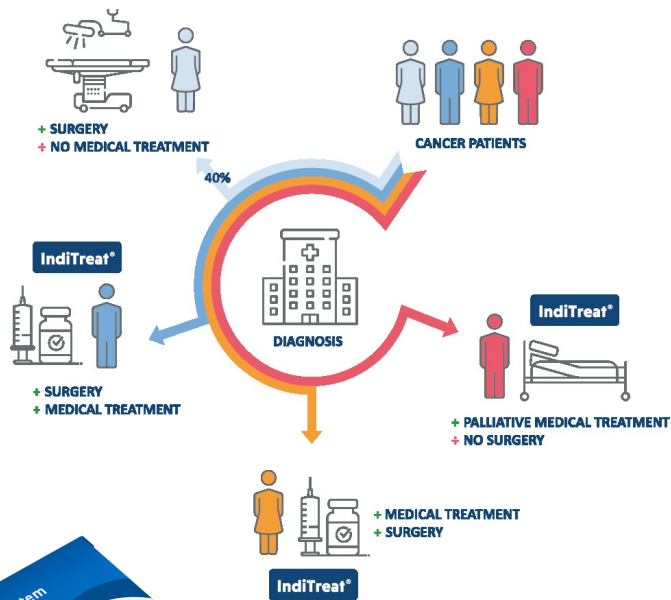 + SURGERY
÷ NO MEDICAL TREATMENT
CANCER PATIENTS
40%
IndiTreat®
+ SURGERY
+ MEDICAL TREATMENT
DIAGNOSIS
IndiTreat®
+ PALLIATIVE MEDICAL TREATMENT
÷ NO SURGERY
+ MEDICAL TREATMENT
+ SURGERY
IndiTreat®